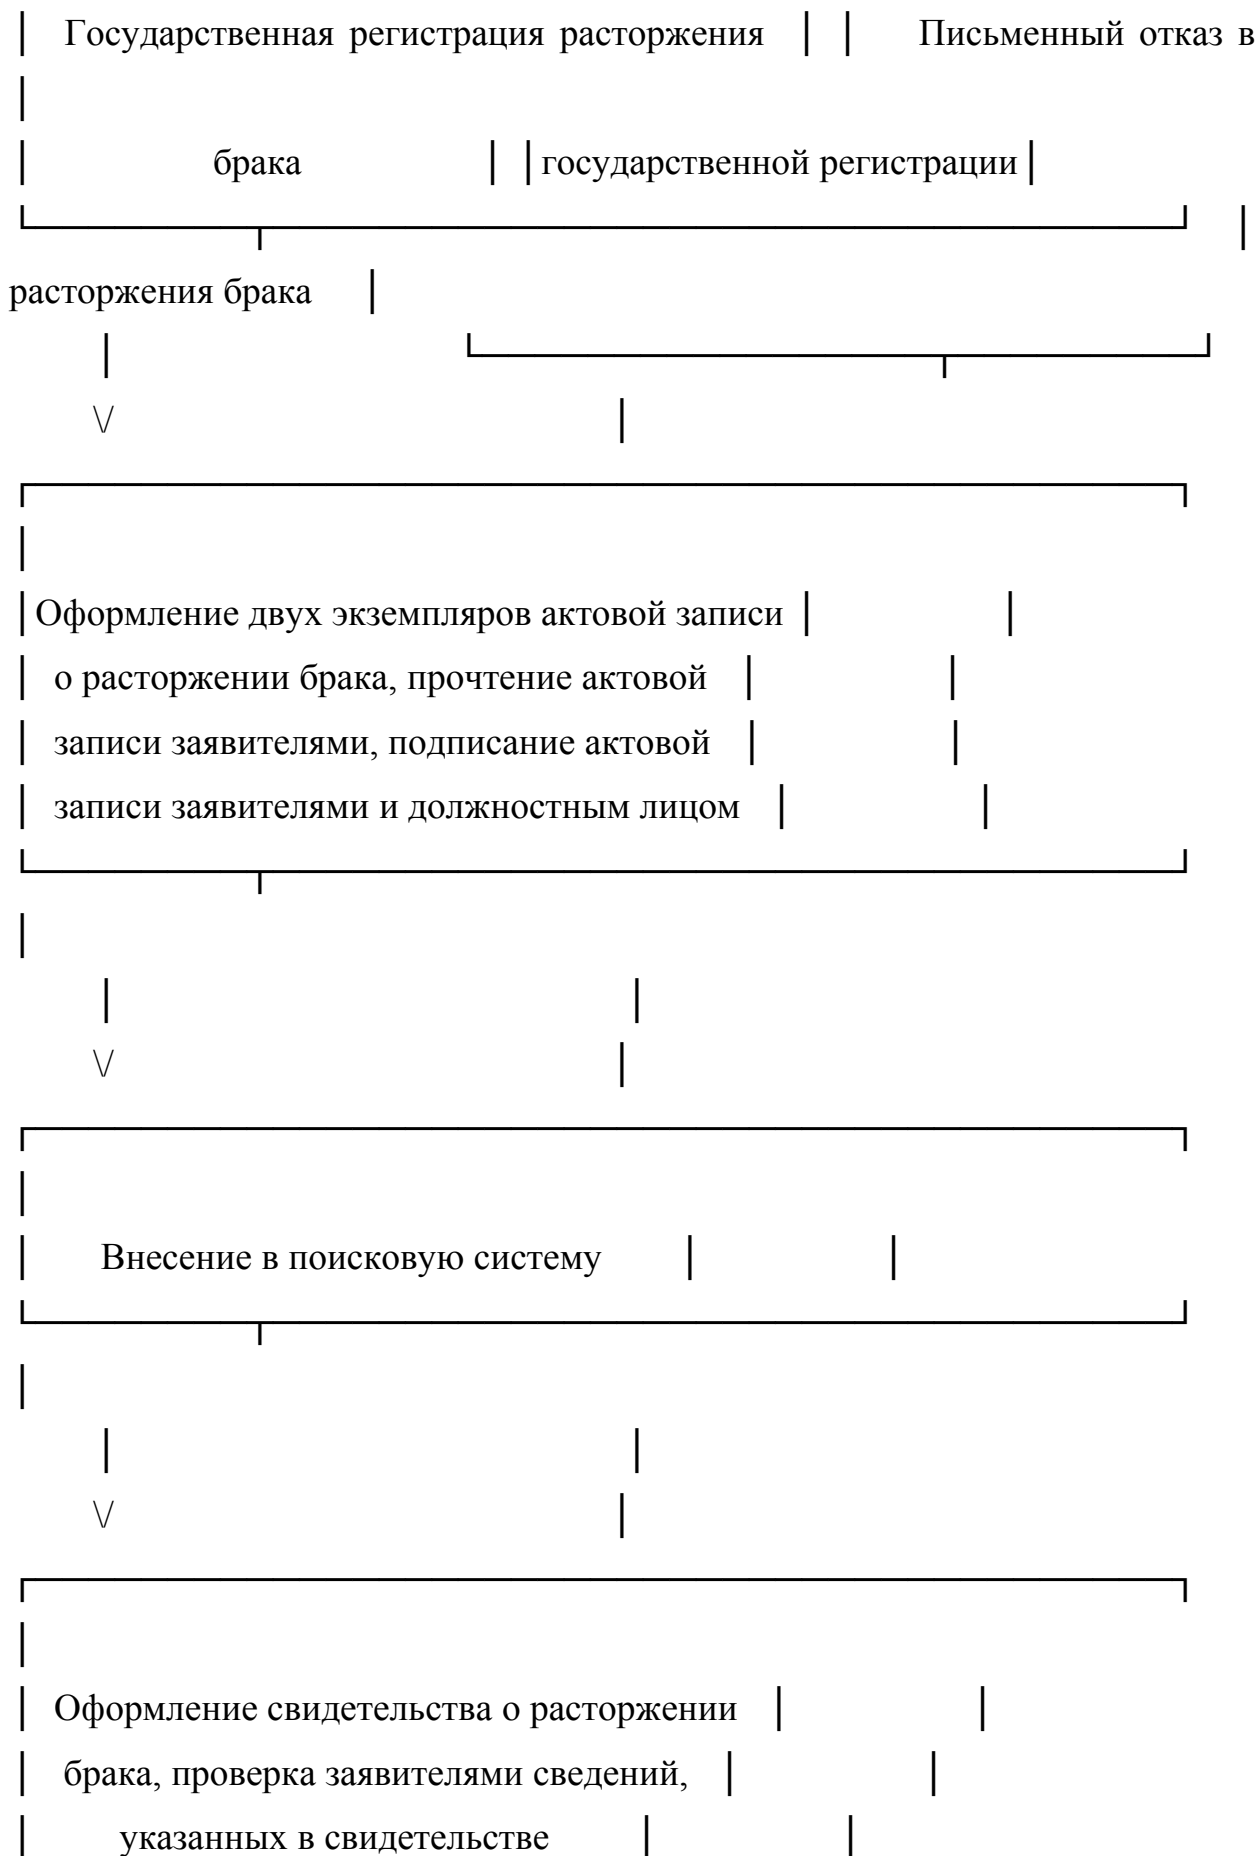 Государственная регистрация расторжения Письменный отказ в
брака государственной регистрации
расторжения брака
\/
Оформление двух экземпляров актовой записи
о расторжении брака, прочтение актовой
записи заявителями, подписание актовой
записи заявителями и должностным лицом
\/
Внесение в поисковую систему
\/
Оформление свидетельства о расторжении
брака, проверка заявителями сведений,
указанных в свидетельстве